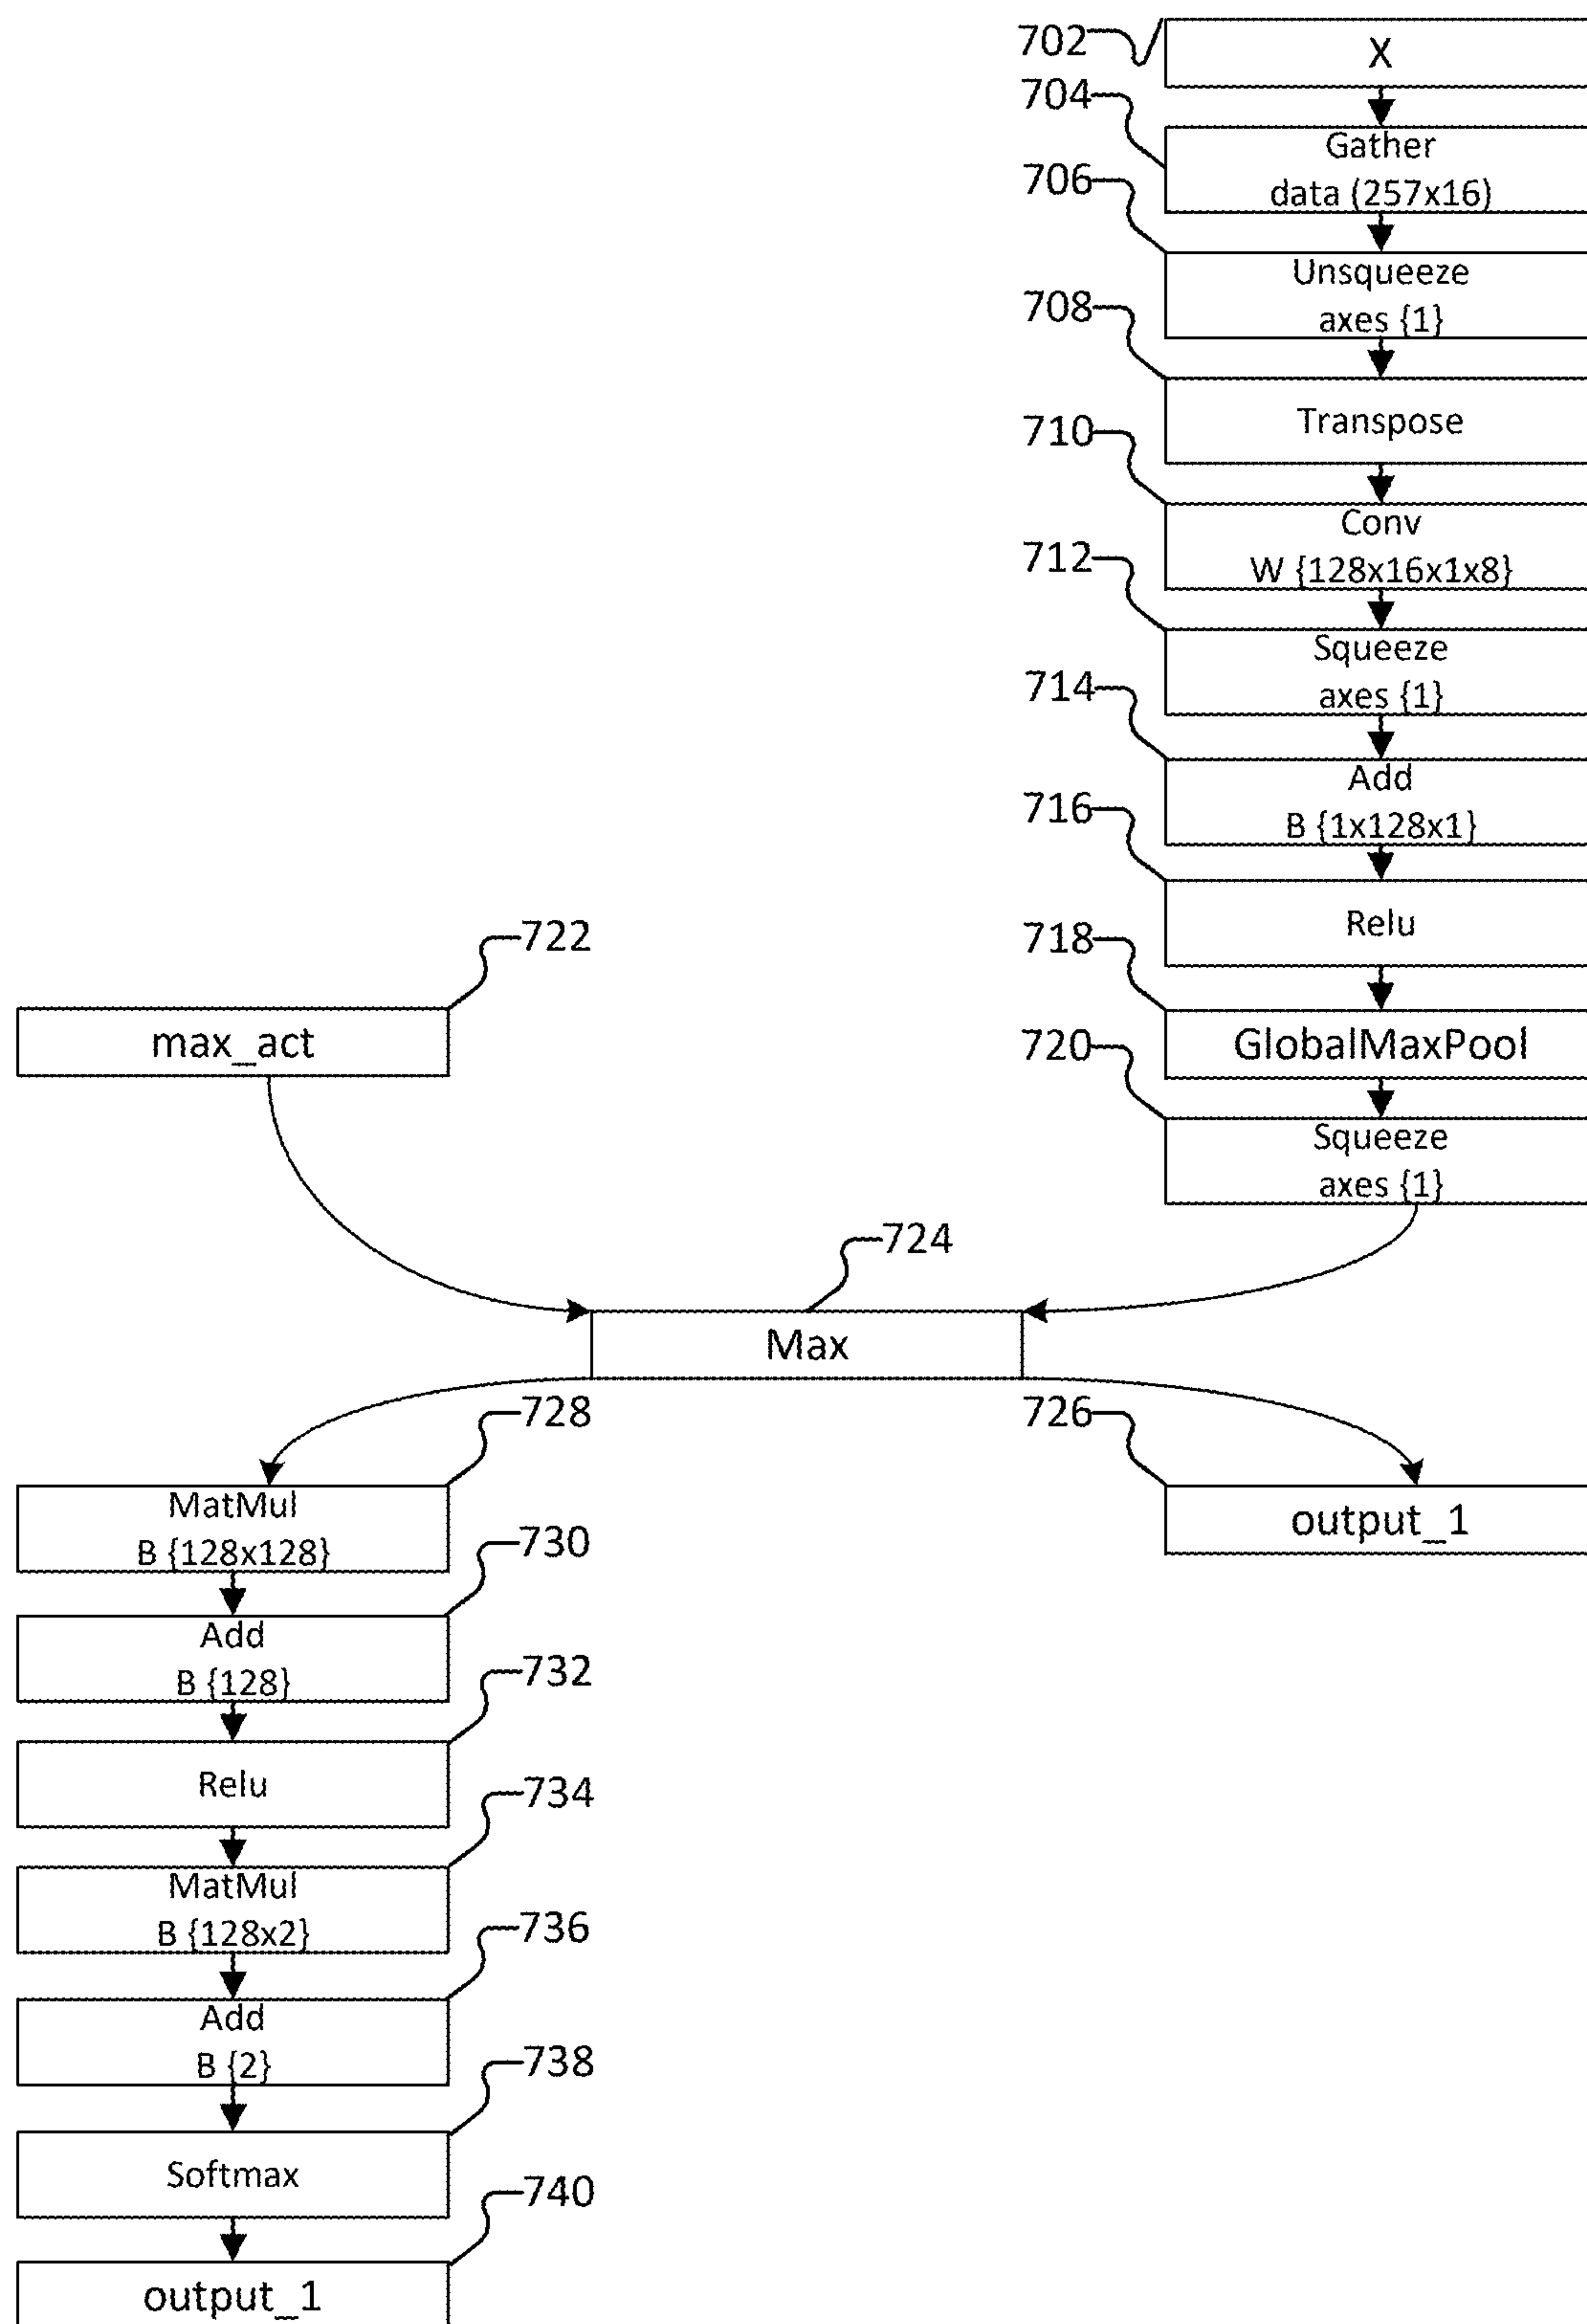 702
X
704
Gather
data (257x16)
706
Unsqueeze
axes {1}
708
Transpose
710
Conv
W {128x16x1x8}
712
Squeeze
axes {1}
714
Add
B {1x128x1}
716
Relu
718
GlobalMaxPool
720
Squeeze
axes {1}
722
max_act
724
Max
726
output_1
728
MatMul
B {128x128}
730
Add
B {128}
732
Relu
734
MatMul
B {128x2}
736
Add
B {2}
738
Softmax
740
output_1